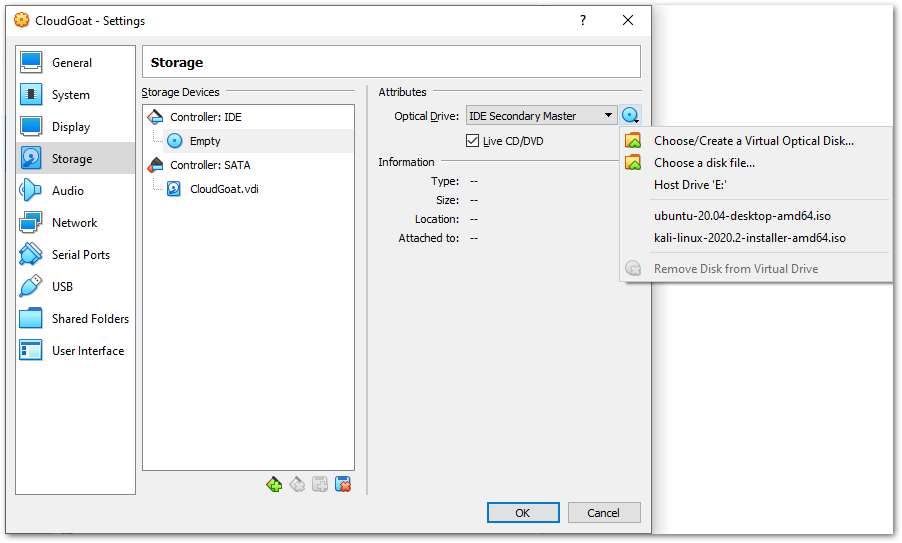 CloudGoat - Settings
?
General
System
Display
Storage
Audio
Network
Serial Ports
USB
Shared Folders
User Interface
Storage
Storage Devices
Controller: IDE
Empty
Controller: SATA
CloudGoat.vdi
Attributes
Optical Drive: IDE Secondary Master
Live CD/DVD
Information
Type: --
Size: --
Location: --
Attached to: --
Choose/Create a Virtual Optical Disk...
Choose a disk file...
Host Drive 'E:'
ubuntu-20.04-desktop-amd64.iso
kali-linux-2020.2-installer-amd64.iso
Remove Disk from Virtual Drive
OK
Cancel